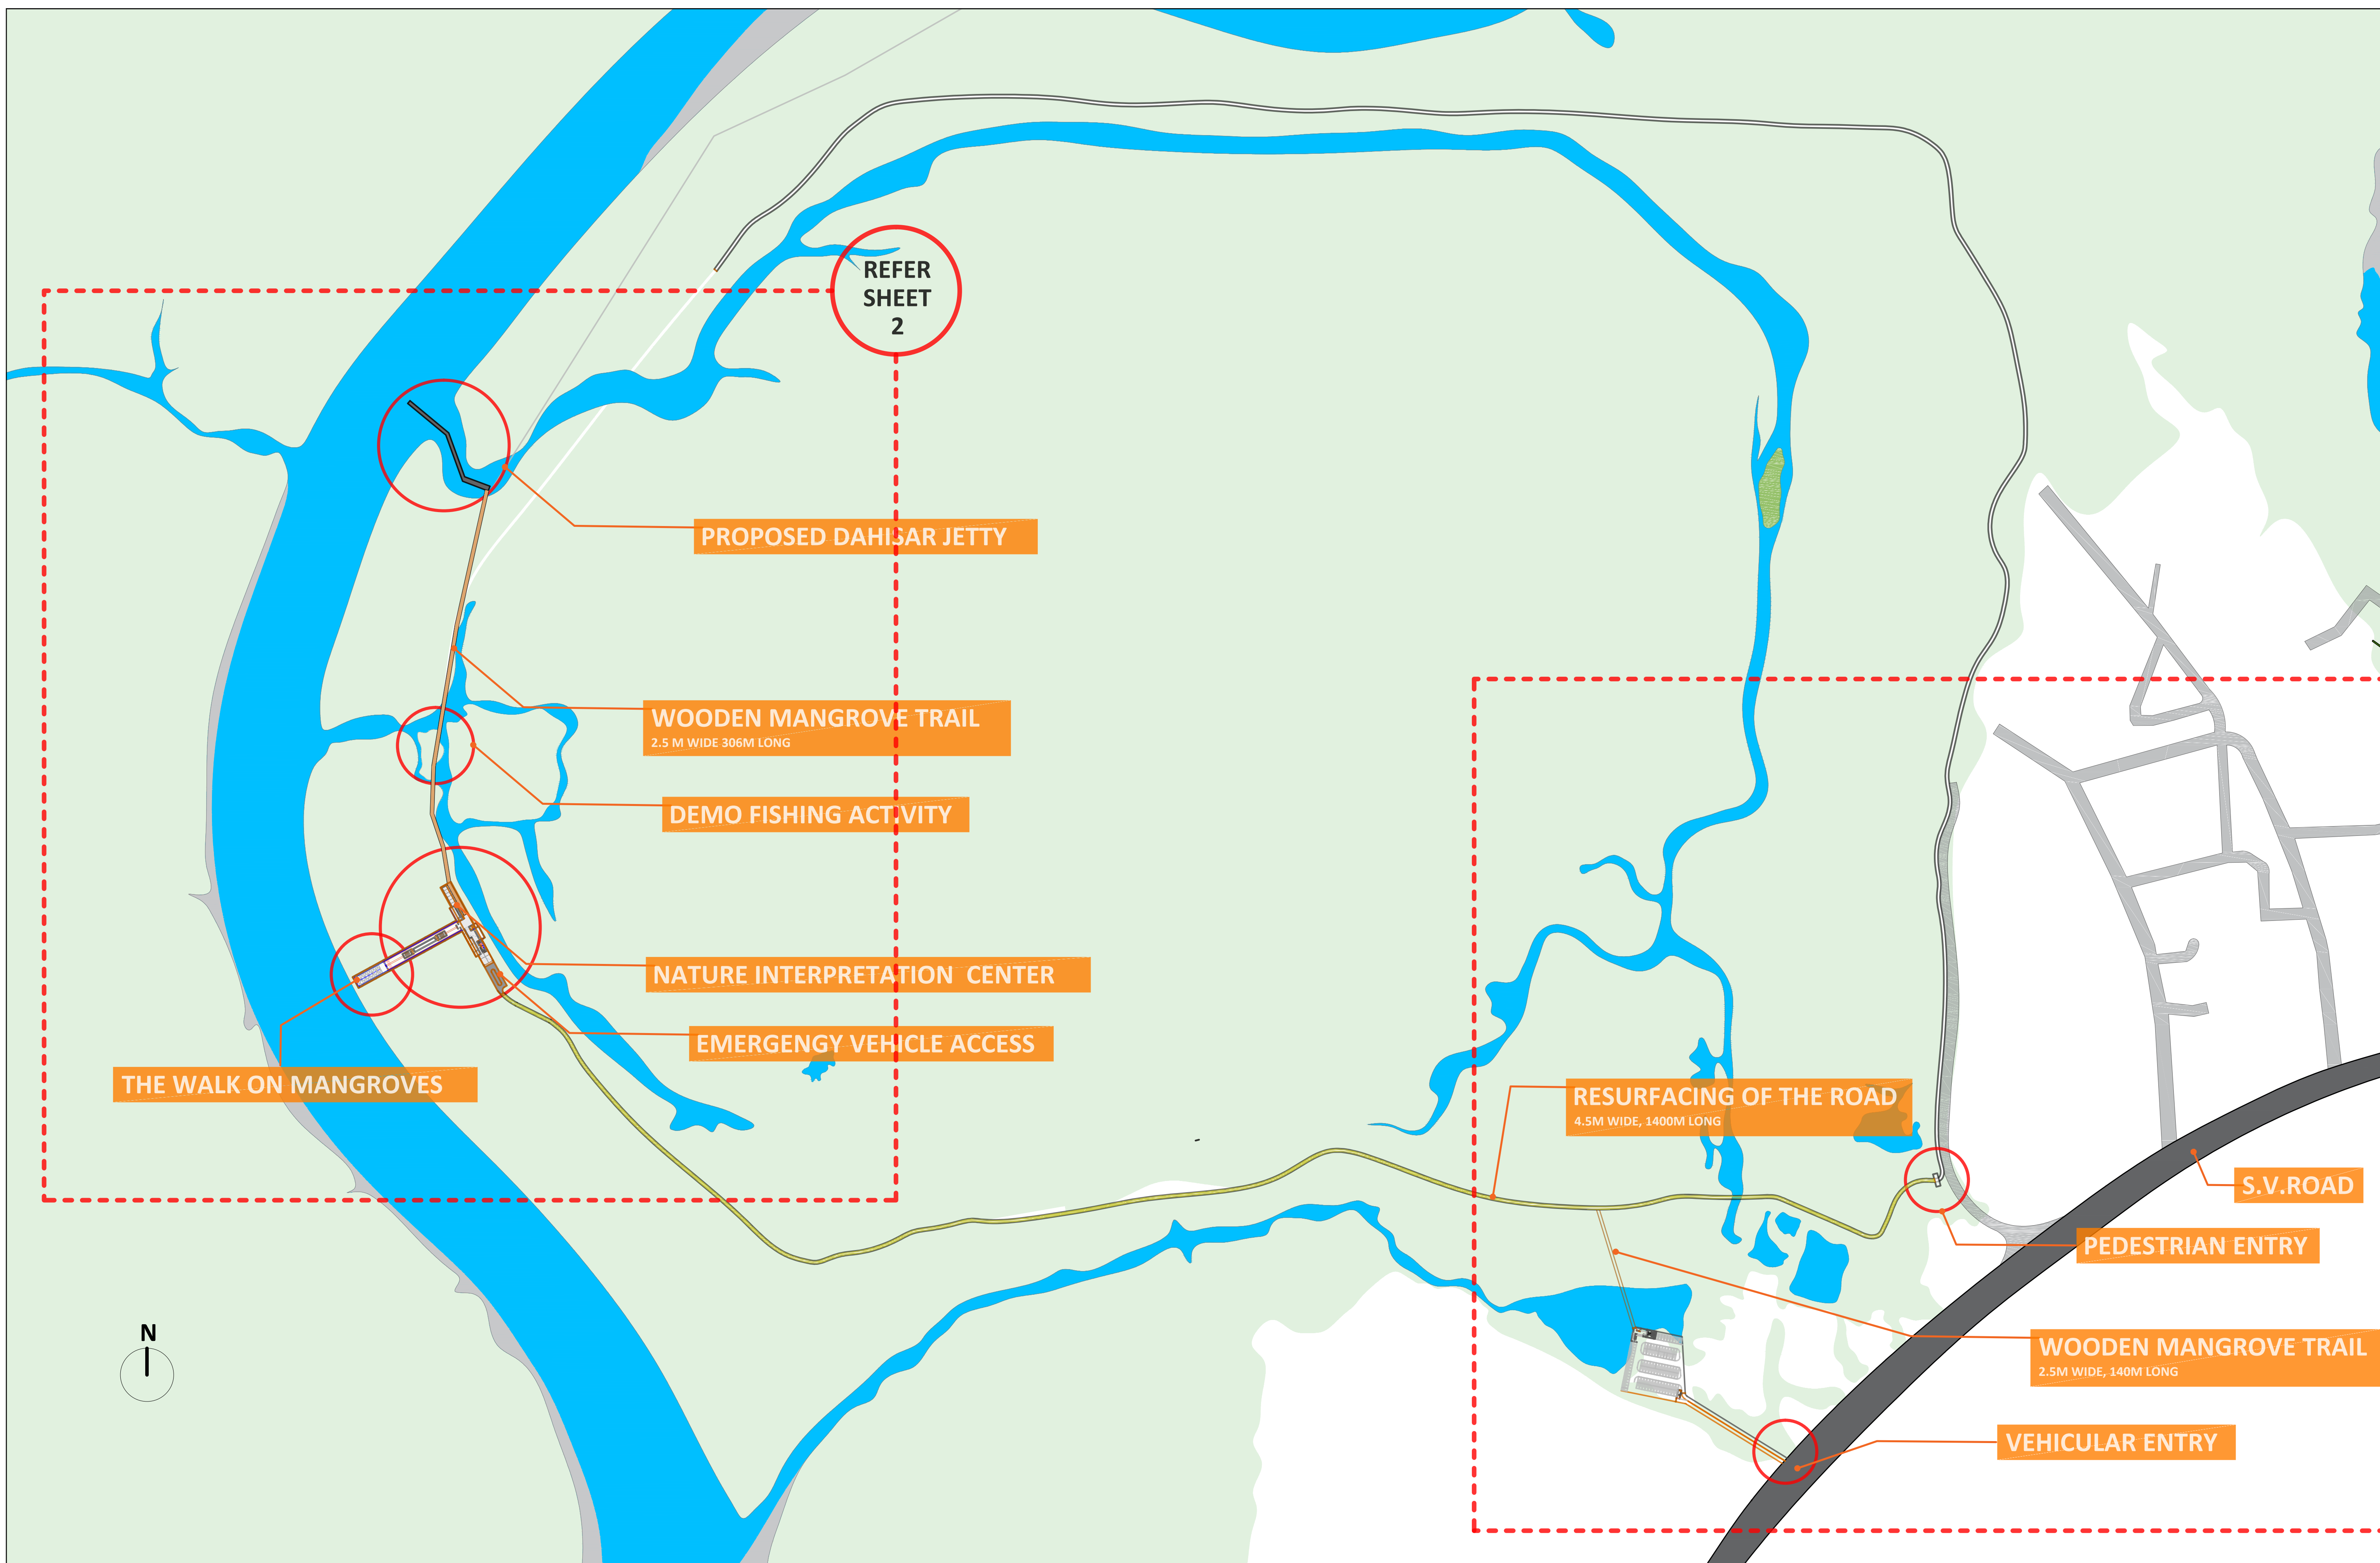 REFER
SHEET
2
PROPOSED DAHISAR JETTY
WOODEN MANGROVE TRAIL
2.5 M WIDE 306M LONG
DEMO FISHING ACTIVITY
NATURE INTERPRETATION CENTER
EMERGENGY VEHICLE ACCESS
THE WALK ON MANGROVES
RESURFACING OF THE ROAD
4.5M WIDE, 1400M LONG
S.V.ROAD
PEDESTRIAN ENTRY
WOODEN MANGROVE TRAIL
2.5M WIDE, 140M LONG
VEHICULAR ENTRY
N